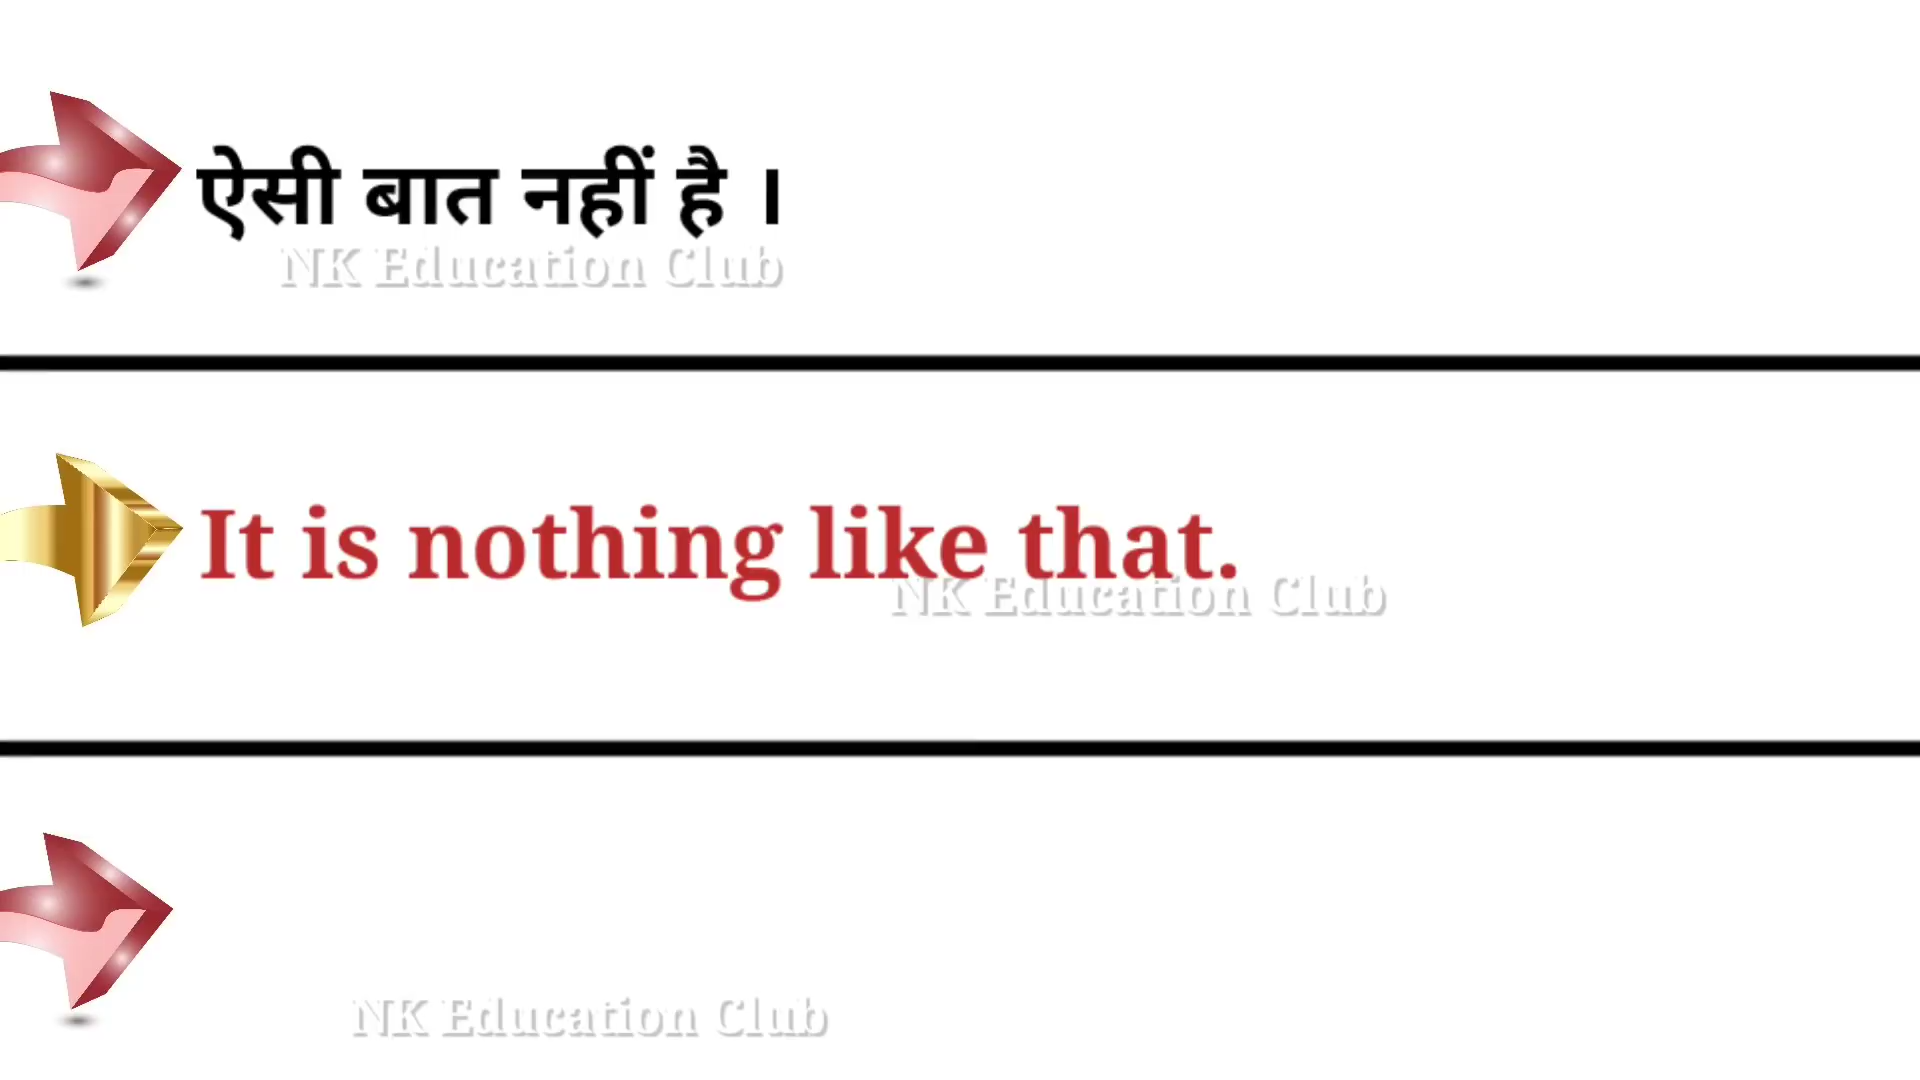 ऐसी बात नहीं है ।
NK Education Club
It is nothing like that.
NK Education Club
NK Education Club